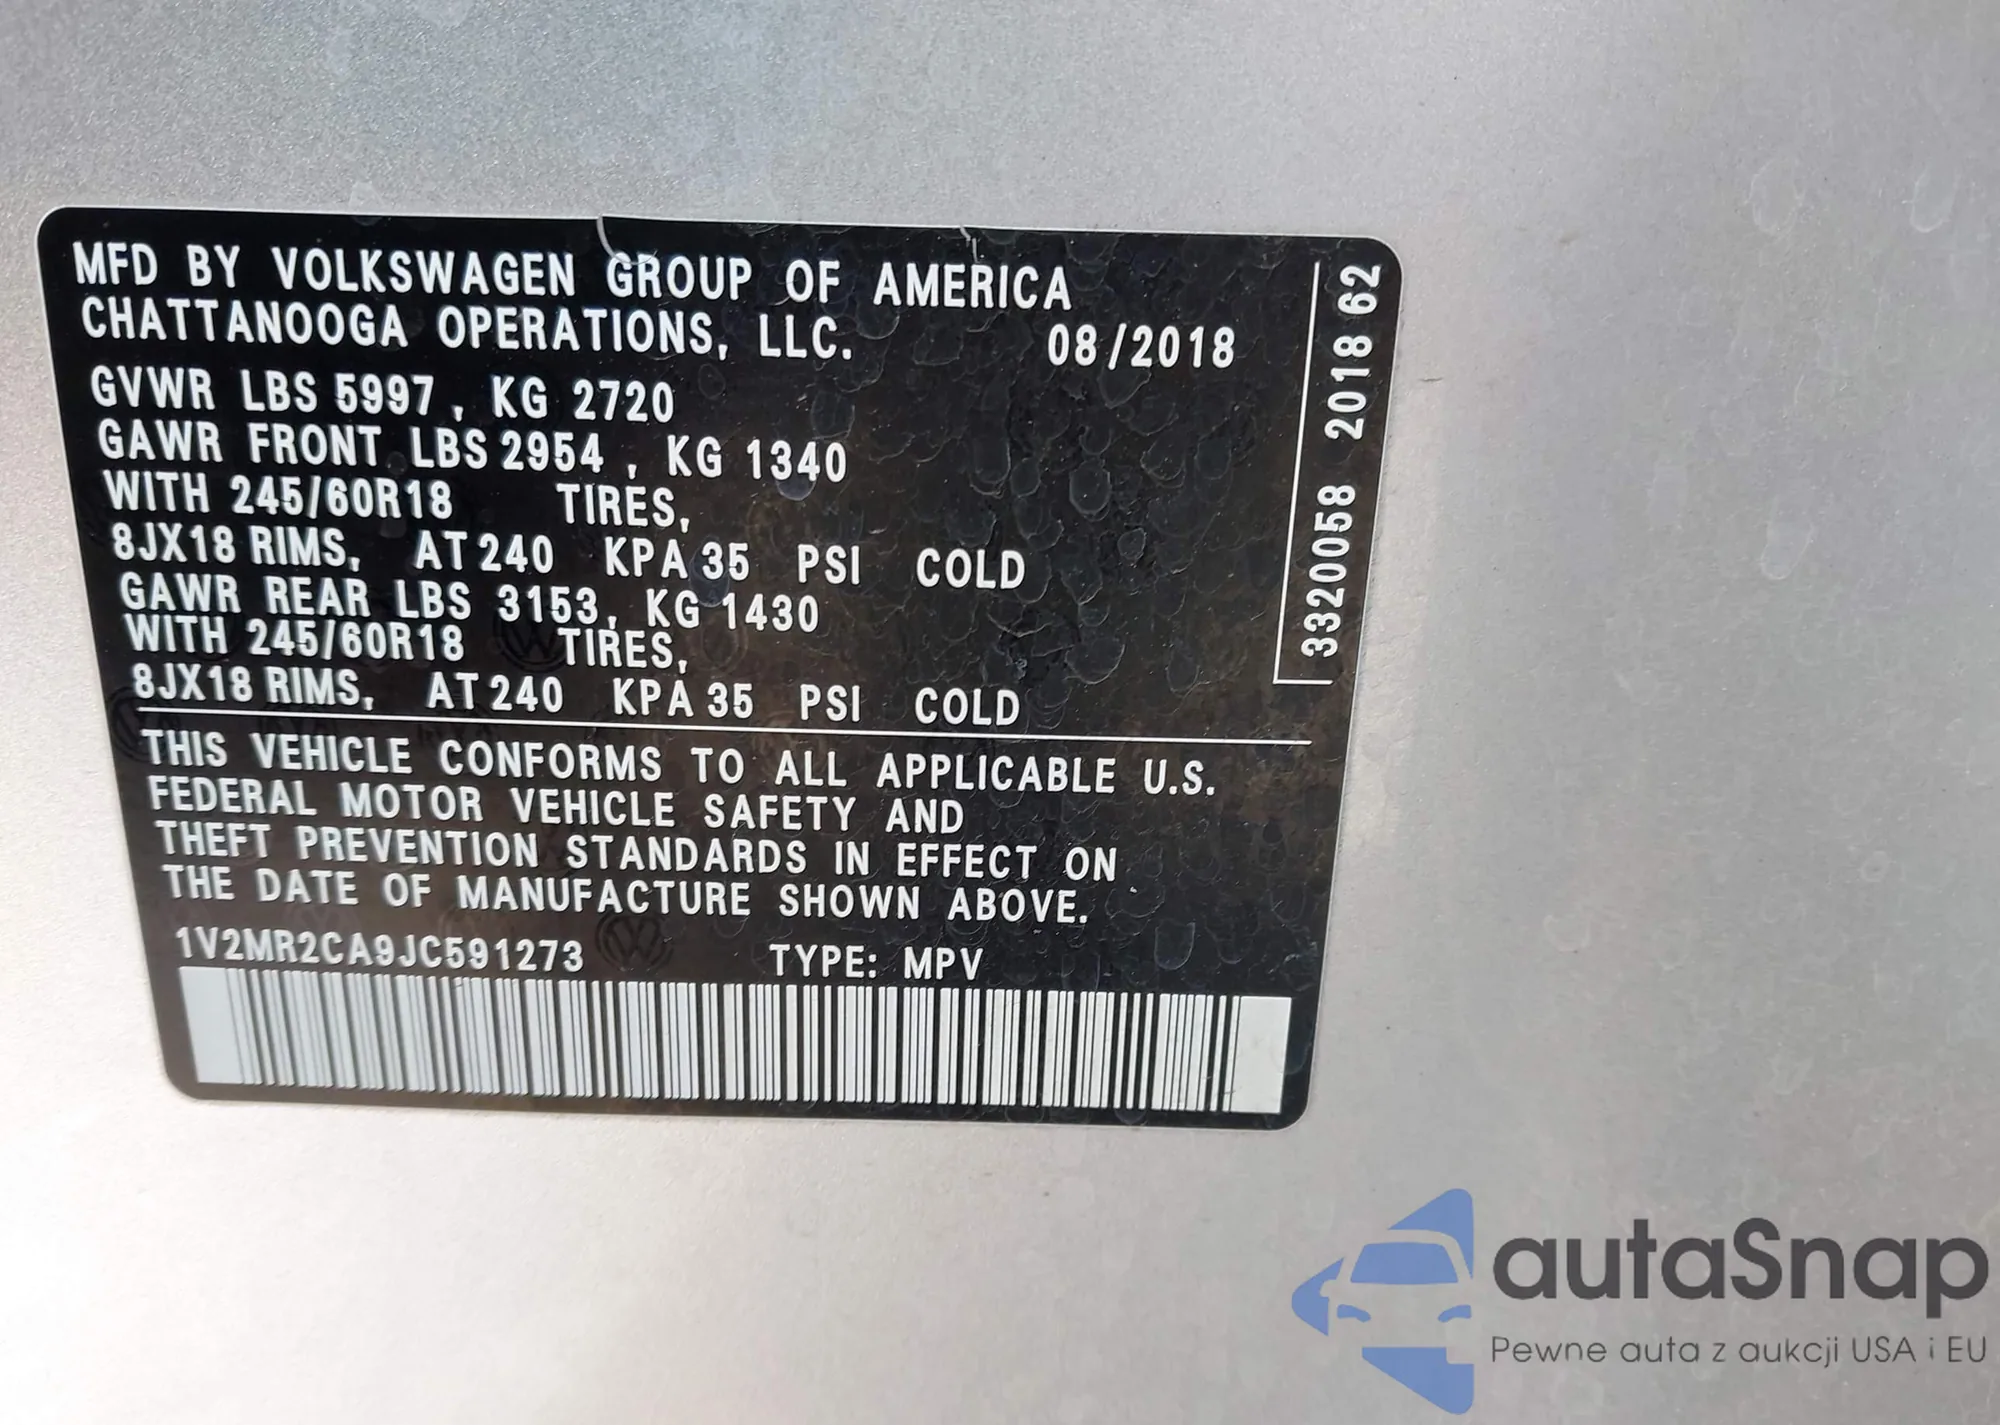 MFD BY VOLKSWAGEN GROUP OF AMERICA
CHATTANOOGA OPERATIONS, LLC. 08/2018
GVWR LBS 5997, KG 2720
GAWR FRONT LBS 2954, KG 1340
WITH 245/60R18 TIRES,
8JX18 RIMS, AT 240 KPA 35 PSI COLD
GAWR REAR LBS 3153, KG 1430
WITH 245/60R18 TIRES,
8JX18 RIMS, AT 240 KPA 35 PSI COLD
3320058 2018 62
THIS VEHICLE CONFORMS TO ALL APPLICABLE U.S.
FEDERAL MOTOR VEHICLE SAFETY AND
THEFT PREVENTION STANDARDS IN EFFECT ON
THE DATE OF MANUFACTURE SHOWN ABOVE.
1V2MR2CA9JC591273 TYPE: MPV
autaSnap
Pewne auta z aukcji USA i EU